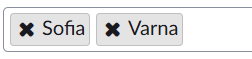 ✖ Sofia ✖ Varna